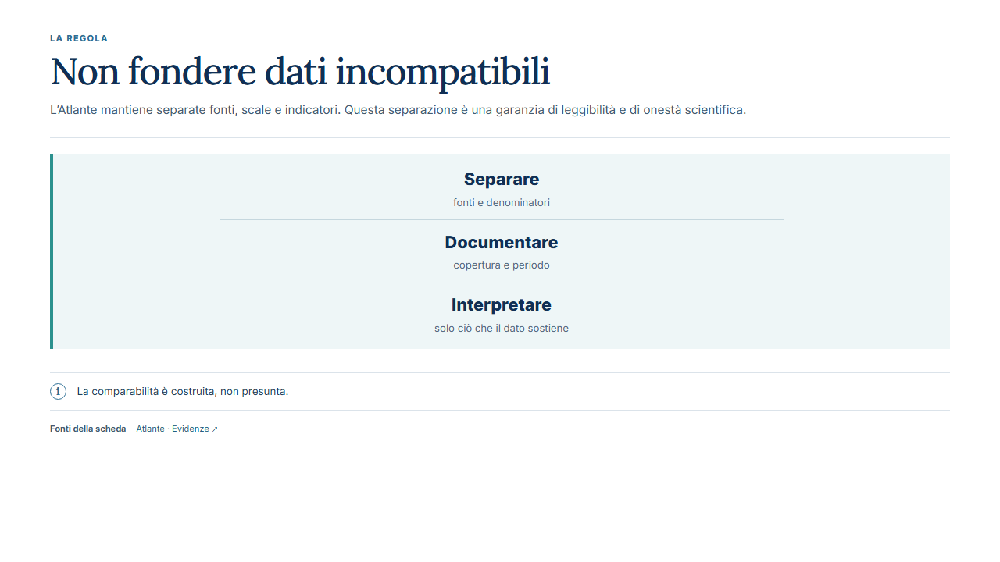 LA REGOLA
Non fondere dati incompatibili
L’Atlante mantiene separate fonti, scale e indicatori. Questa separazione è una garanzia di leggibilità e di onestà scientifica.
Separare
fonti e denominatori
Documentare
copertura e periodo
Interpretare
solo ciò che il dato sostiene
i La comparabilità è costruita, non presunta.
Fonti della scheda Atlante · Evidenze ↗